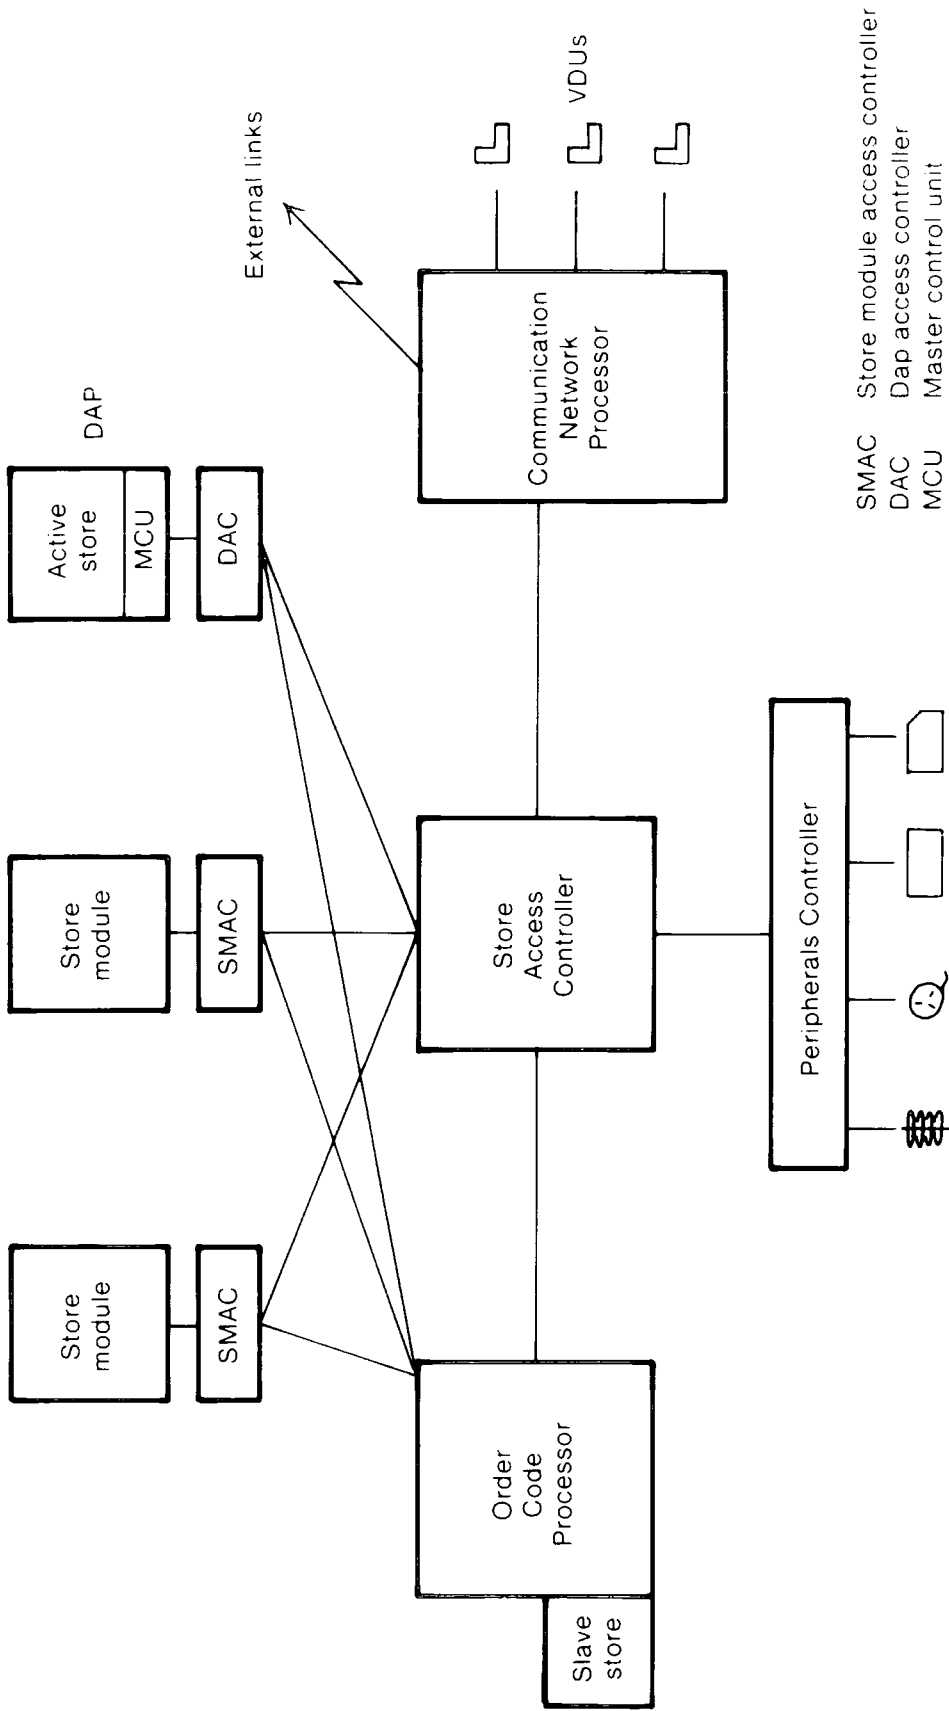 Store
module
Store
module
Active
store
MCU
DAP
SMAC
SMAC
DAC
External links
Order
Code
Processor
Slave
store
Store
Access
Controller
Communication
Network
Processor
VDUs
Peripherals Controller
SMAC Store module access controller
DAC Dap access controller
MCU Master control unit